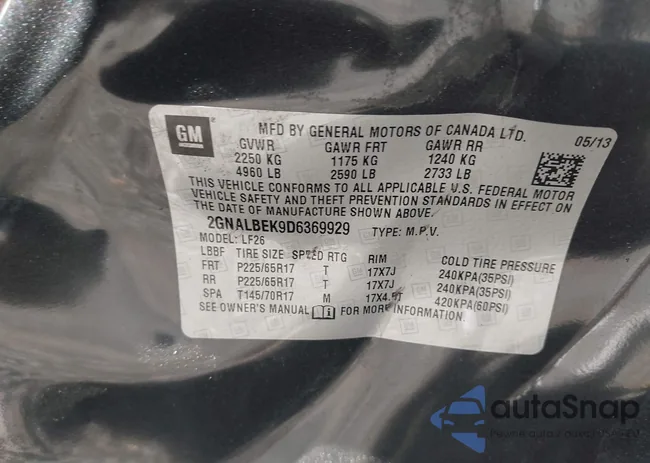 GM
MFD BY GENERAL MOTORS OF CANADA LTD.
05/13
GVWR GAWR FRT GAWR RR
2250 KG 1175 KG 1240 KG
4960 LB 2590 LB 2733 LB
THIS VEHICLE CONFORMS TO ALL APPLICABLE U.S. FEDERAL MOTOR
VEHICLE SAFETY AND THEFT PREVENTION STANDARDS IN EFFECT ON
THE DATE OF MANUFACTURE SHOWN ABOVE.
2GNALBEK9D6369929 TYPE: M.P.V.
MODEL: LF26
LBBF TIRE SIZE SPEED RTG RIM COLD TIRE PRESSURE
FRT P225/65R17 T 17X7J 240KPA(35PSI)
RR P225/65R17 T 17X7J 240KPA(35PSI)
SPA T145/70R17 M 420KPA(60PSI)
SEE OWNER'S MANUAL FOR MORE INFORMATION.
autaSnap